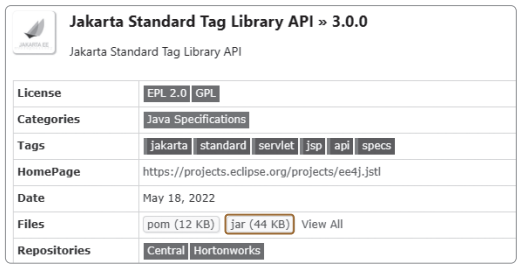 Jakarta Standard Tag Library API » 3.0.0
JAKARTA EE
Jakarta Standard Tag Library API
License EPL 2.0 GPL
Categories Java Specifications
Tags jakarta standard servlet jsp api specs
HomePage https://projects.eclipse.org/projects/ee4j.jstl
Date May 18, 2022
Files pom (12 KB) jar (44 KB) View All
Repositories Central Hortonworks